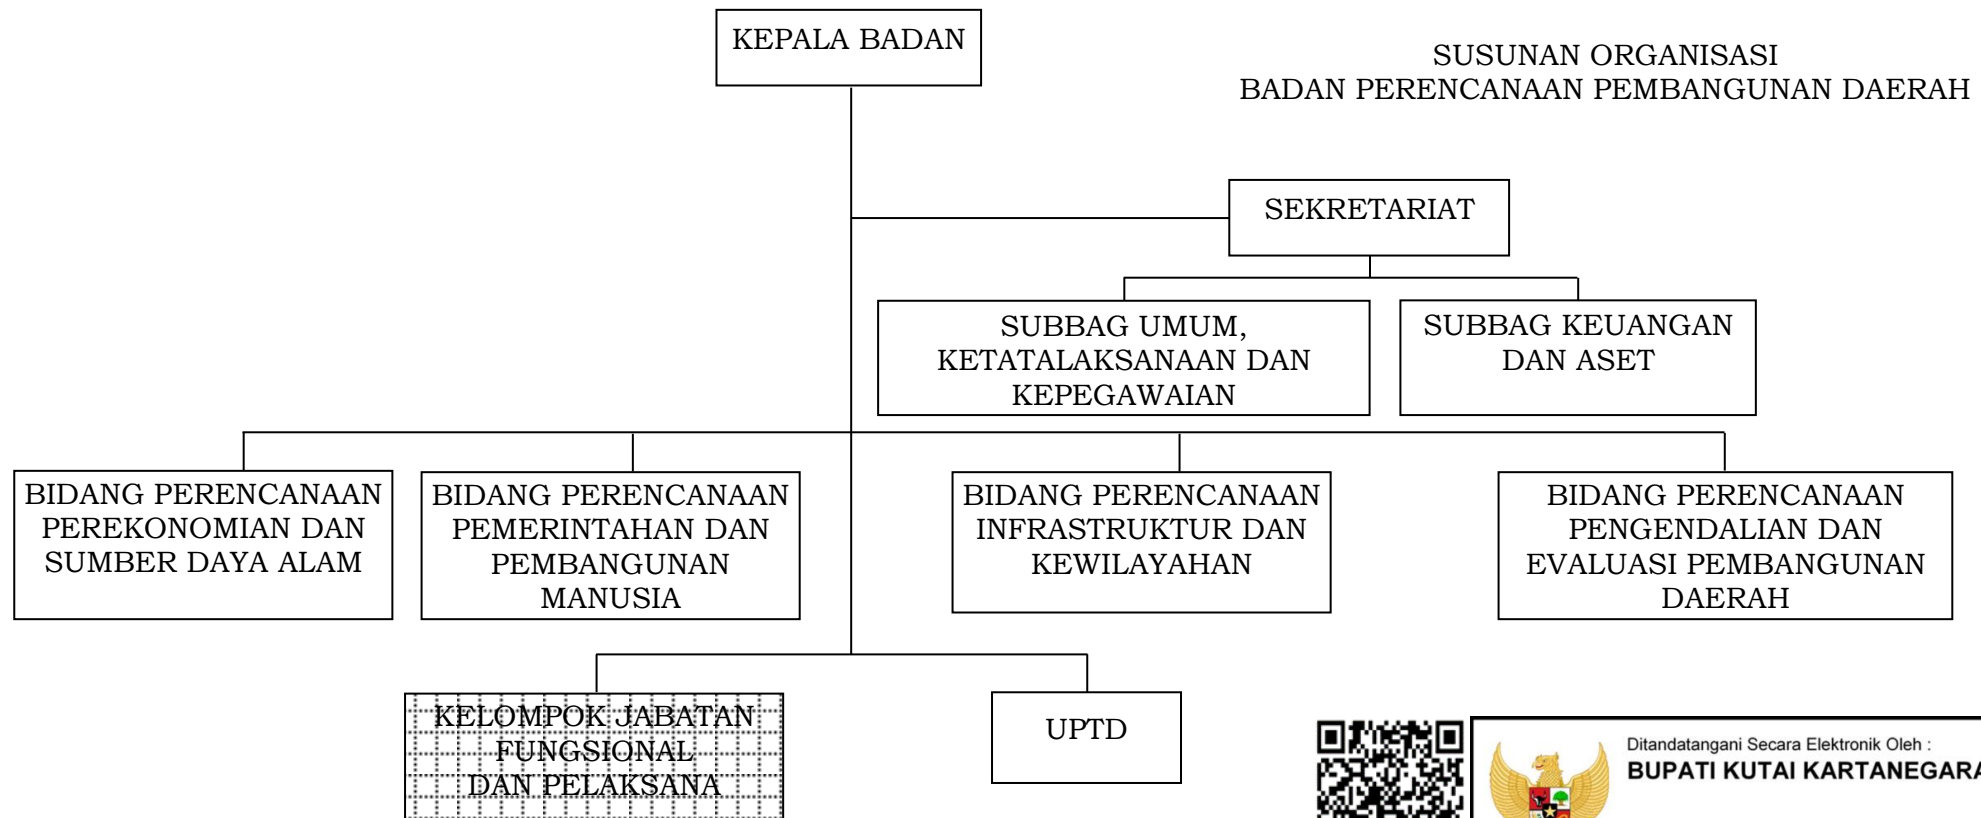 KEPALA BADAN
SUSUNAN ORGANISASI
BADAN PERENCANAAN PEMBANGUNAN DAERAH
SEKRETARIAT
SUBBAG UMUM,
KETATALAKSANAAN DAN
KEPEGAWAIAN
SUBBAG KEUANGAN
DAN ASET
BIDANG PERENCANAAN
PEREKONOMIAN DAN
SUMBER DAYA ALAM
BIDANG PERENCANAAN
PEMERINTAHAN DAN
PEMBANGUNAN
MANUSIA
BIDANG PERENCANAAN
INFRASTRUKTUR DAN
KEWILAYAHAN
BIDANG PERENCANAAN
PENGENDALIAN DAN
EVALUASI PEMBANGUNAN
DAERAH
KELOMPOK JABATAN
FUNGSIONAL
DAN PELAKSANA
UPTD
Ditandatangani Secara Elektronik Oleh :
BUPATI KUTAI KARTANEGARA